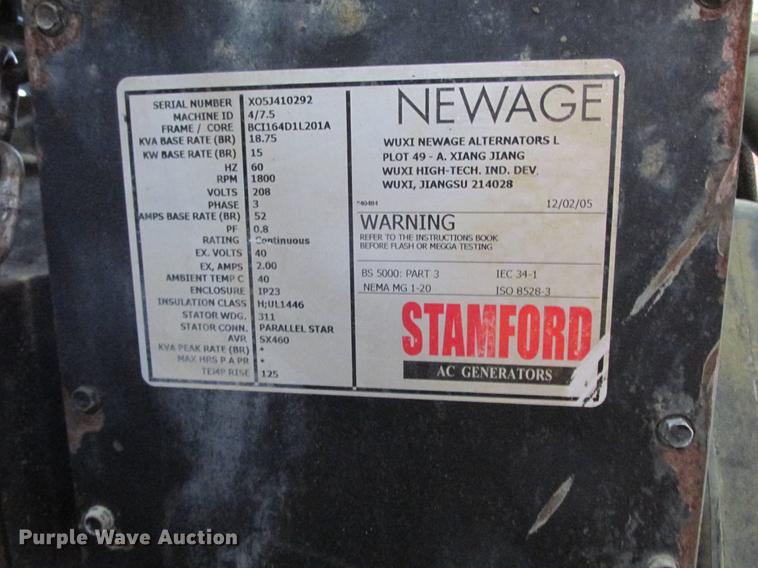 SERIAL NUMBER XO5J410292
MACHINE ID 4/7.5
FRAME / CORE BCI164D1L201A
KVA BASE RATE (BR) 18.75
KW BASE RATE (BR) 15
HZ 60
RPM 1800
VOLTS 208
PHASE 3
AMPS BASE RATE (BR) 52
PF 0.8
RATING Continuous
EX. VOLTS 40
EX, AMPS 2.00
AMBIENT TEMP C 40
ENCLOSURE IP23
INSULATION CLASS H;UL1446
STATOR WDG. 311
STATOR CONN. PARALLEL STAR
AVR SX460
KVA PEAK RATE (BR) *
MAX HRS P A PR *
TEMP RISE 125
NEWAGE
WUXI NEWAGE ALTERNATORS L
PLOT 49 - A. XIANG JIANG
WUXI HIGH-TECH. IND. DEV.
WUXI, JIANGSU 214028
12/02/05
WARNING
REFER TO THE INSTRUCTIONS BOOK
BEFORE FLASH OR MEGGA TESTING
BS 5000: PART 3 IEC 34-1
NEMA MG 1-20 ISO 8528-3
STAMFORD
AC GENERATORS
Purple Wave Auction